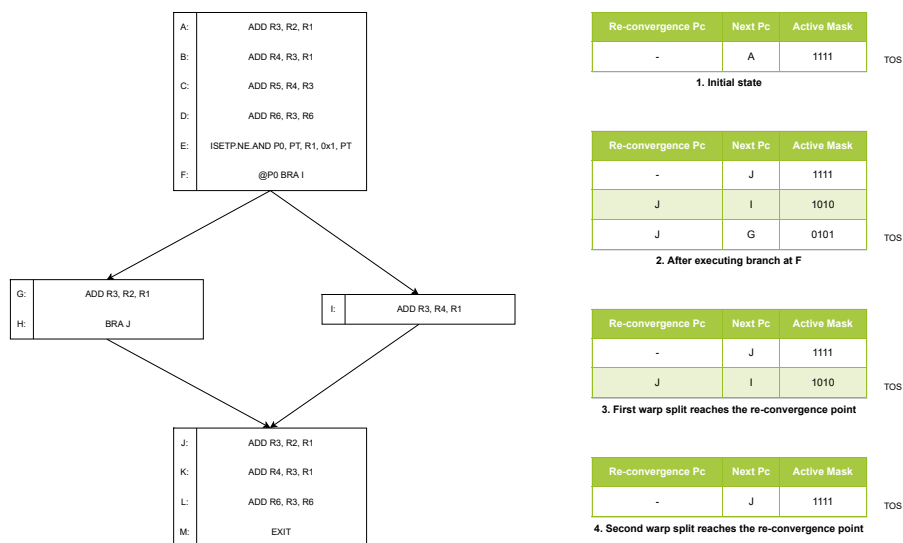 A: ADD R3, R2, R1
B: ADD R4, R3, R1
C: ADD R5, R4, R3
D: ADD R6, R3, R6
E: ISETP.NE.AND P0, PT, R1, 0x1, PT
F: @P0 BRA I
G: ADD R3, R2, R1
H: BRA J
I: ADD R3, R4, R1
J: ADD R3, R2, R1
K: ADD R4, R3, R1
L: ADD R6, R3, R6
M: EXIT
Re-convergence Pc Next Pc Active Mask
- A 1111 TOS
1. Initial state
Re-convergence Pc Next Pc Active Mask
- J 1111
J I 1010
J G 0101 TOS
2. After executing branch at F
Re-convergence Pc Next Pc Active Mask
- J 1111
J I 1010 TOS
3. First warp split reaches the re-convergence point
Re-convergence Pc Next Pc Active Mask
- J 1111 TOS
4. Second warp split reaches the re-convergence point